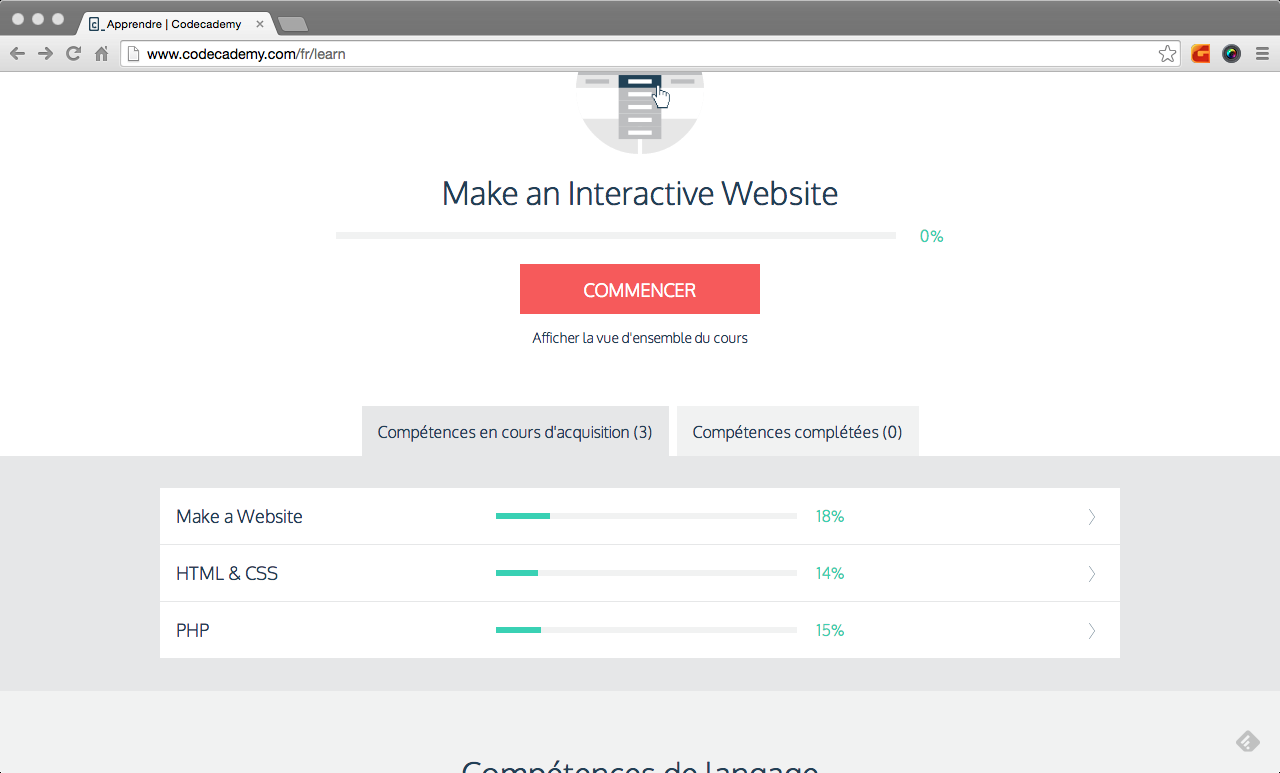 Apprendre | Codecademy
www.codecademy.com/fr/learn
Make an Interactive Website
0%
COMMENCER
Afficher la vue d'ensemble du cours
Compétences en cours d'acquisition (3)
Compétences complétées (0)
Make a Website 18%
HTML & CSS 14%
PHP 15%
Compétences de langage